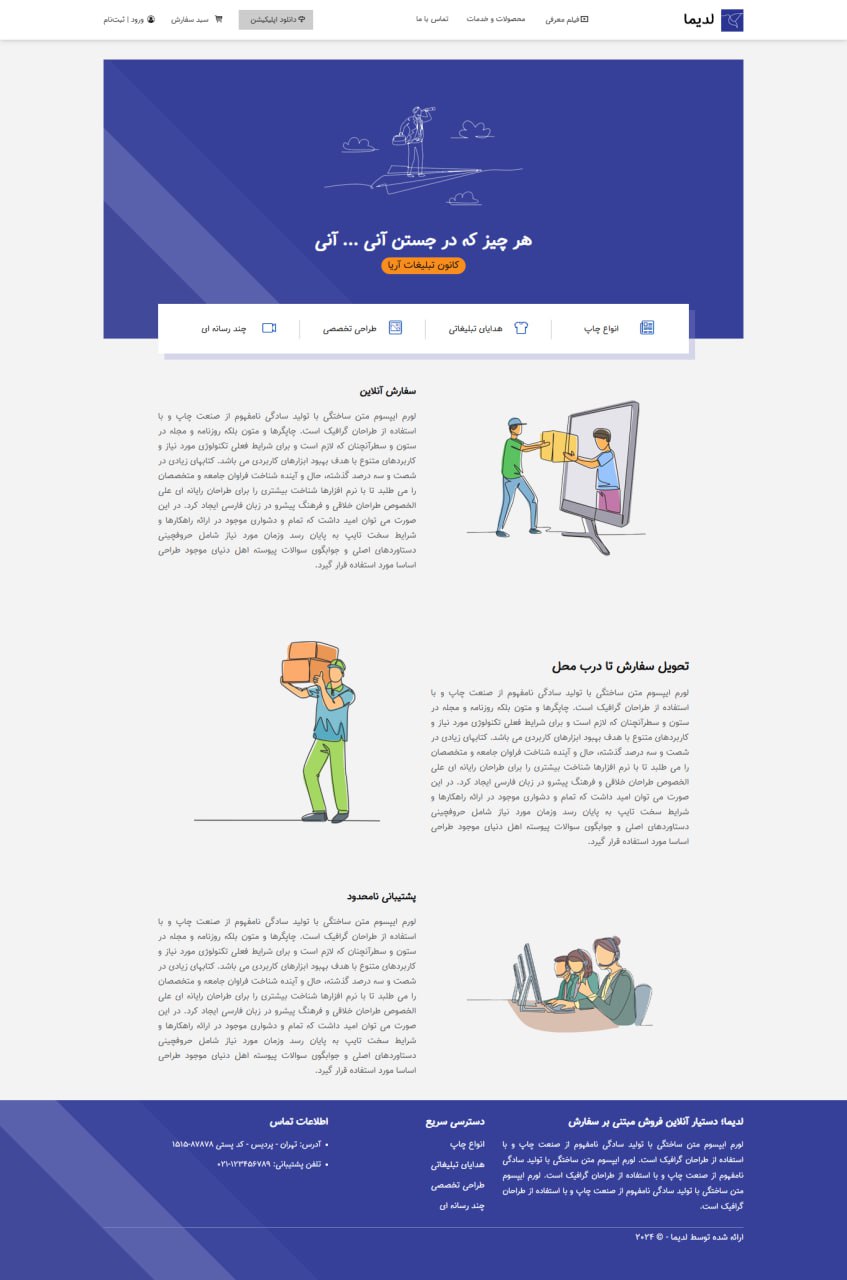 لدیما
فیلم معرفی
محصولات و خدمات
تماس با ما
دانلود اپلیکیشن
سبد سفارش
ورود | ثبت‌نام
هر چیز که در جستن آنی ... آنی
کانون تبلیغات آریا
انواع چاپ
هدایای تبلیغاتی
طراحی تخصصی
چند رسانه ای
سفارش آنلاین
لورم ایپسوم متن ساختگی با تولید سادگی نامفهوم از صنعت چاپ و با
استفاده از طراحان گرافیک است. چاپگرها و متون بلکه روزنامه و مجله در
ستون و سطرآنچنان که لازم است و برای شرایط فعلی تکنولوژی مورد نیاز و
کاربردهای متنوع با هدف بهبود ابزارهای کاربردی می باشد. کتابهای زیادی در
شصت و سه درصد گذشته، حال و آینده شناخت فراوان جامعه و متخصصان
را می طلبد تا با نرم افزارها شناخت بیشتری را برای طراحان رایانه ای علی
الخصوص طراحان خلاقی و فرهنگ پیشرو در زبان فارسی ایجاد کرد. در این
صورت می توان امید داشت که تمام و دشواری موجود در ارائه راهکارها و
شرایط سخت تایپ به پایان رسد وزمان مورد نیاز شامل حروفچینی
دستاوردهای اصلی و جوابگوی سوالات پیوسته اهل دنیای موجود طراحی
اساسا مورد استفاده قرار گیرد.
تحویل سفارش تا درب محل
لورم ایپسوم متن ساختگی با تولید سادگی نامفهوم از صنعت چاپ و با
استفاده از طراحان گرافیک است. چاپگرها و متون بلکه روزنامه و مجله در
ستون و سطرآنچنان که لازم است و برای شرایط فعلی تکنولوژی مورد نیاز و
کاربردهای متنوع با هدف بهبود ابزارهای کاربردی می باشد. کتابهای زیادی در
شصت و سه درصد گذشته، حال و آینده شناخت فراوان جامعه و متخصصان
را می طلبد تا با نرم افزارها شناخت بیشتری را برای طراحان رایانه ای علی
الخصوص طراحان خلاقی و فرهنگ پیشرو در زبان فارسی ایجاد کرد. در این
صورت می توان امید داشت که تمام و دشواری موجود در ارائه راهکارها و
شرایط سخت تایپ به پایان رسد وزمان مورد نیاز شامل حروفچینی
دستاوردهای اصلی و جوابگوی سوالات پیوسته اهل دنیای موجود طراحی
اساسا مورد استفاده قرار گیرد.
پشتیبانی نامحدود
لورم ایپسوم متن ساختگی با تولید سادگی نامفهوم از صنعت چاپ و با
استفاده از طراحان گرافیک است. چاپگرها و متون بلکه روزنامه و مجله در
ستون و سطرآنچنان که لازم است و برای شرایط فعلی تکنولوژی مورد نیاز و
کاربردهای متنوع با هدف بهبود ابزارهای کاربردی می باشد. کتابهای زیادی در
شصت و سه درصد گذشته، حال و آینده شناخت فراوان جامعه و متخصصان
را می طلبد تا با نرم افزارها شناخت بیشتری را برای طراحان رایانه ای علی
الخصوص طراحان خلاقی و فرهنگ پیشرو در زبان فارسی ایجاد کرد. در این
صورت می توان امید داشت که تمام و دشواری موجود در ارائه راهکارها و
شرایط سخت تایپ به پایان رسد وزمان مورد نیاز شامل حروفچینی
دستاوردهای اصلی و جوابگوی سوالات پیوسته اهل دنیای موجود طراحی
اساسا مورد استفاده قرار گیرد.
لدیما؛ دستیار آنلاین فروش مبتنی بر سفارش
لورم ایپسوم متن ساختگی با تولید سادگی نامفهوم از صنعت چاپ و با
استفاده از طراحان گرافیک است. لورم ایپسوم متن ساختگی با تولید سادگی
نامفهوم از صنعت چاپ و با استفاده از طراحان گرافیک است. لورم ایپسوم
متن ساختگی با تولید سادگی نامفهوم از صنعت چاپ و با استفاده از طراحان
گرافیک است.
دسترسی سریع
انواع چاپ
هدایای تبلیغاتی
طراحی تخصصی
چند رسانه ای
اطلاعات تماس
• آدرس: تهران - پردیس - کد پستی ۸۷۸۷۸-۱۵۱۵
• تلفن پشتیبانی: ۱۲۳۴۵۶۷۸۹-۰۲۱
ارائه شده توسط لدیما - © ۲۰۲۴